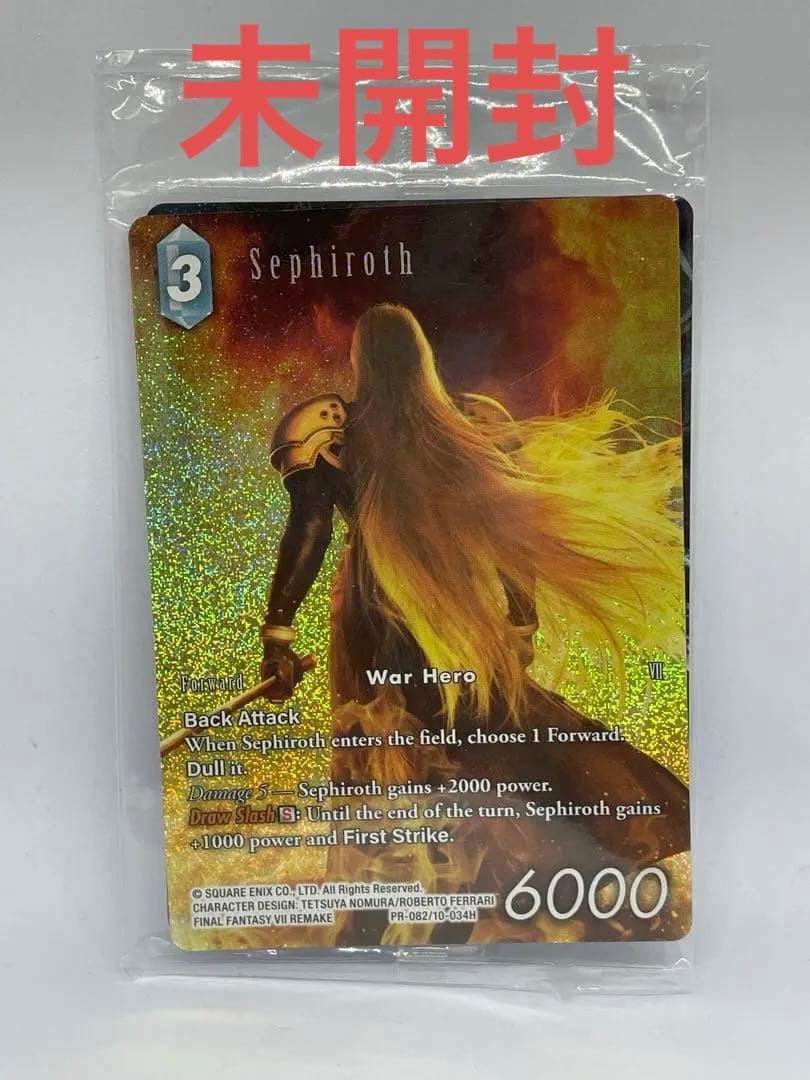 未開封
3
Sephiroth
Forward
War Hero
VII
Back Attack
When Sephiroth enters the field, choose 1 Forward.
Dull it.
Damage 5 — Sephiroth gains +2000 power.
Draw Slash S: Until the end of the turn, Sephiroth gains
+1000 power and First Strike.
© SQUARE ENIX CO., LTD. All Rights Reserved.
CHARACTER DESIGN: TETSUYA NOMURA/ROBERTO FERRARI
FINAL FANTASY VII REMAKE
PR-082/10-034H
6000